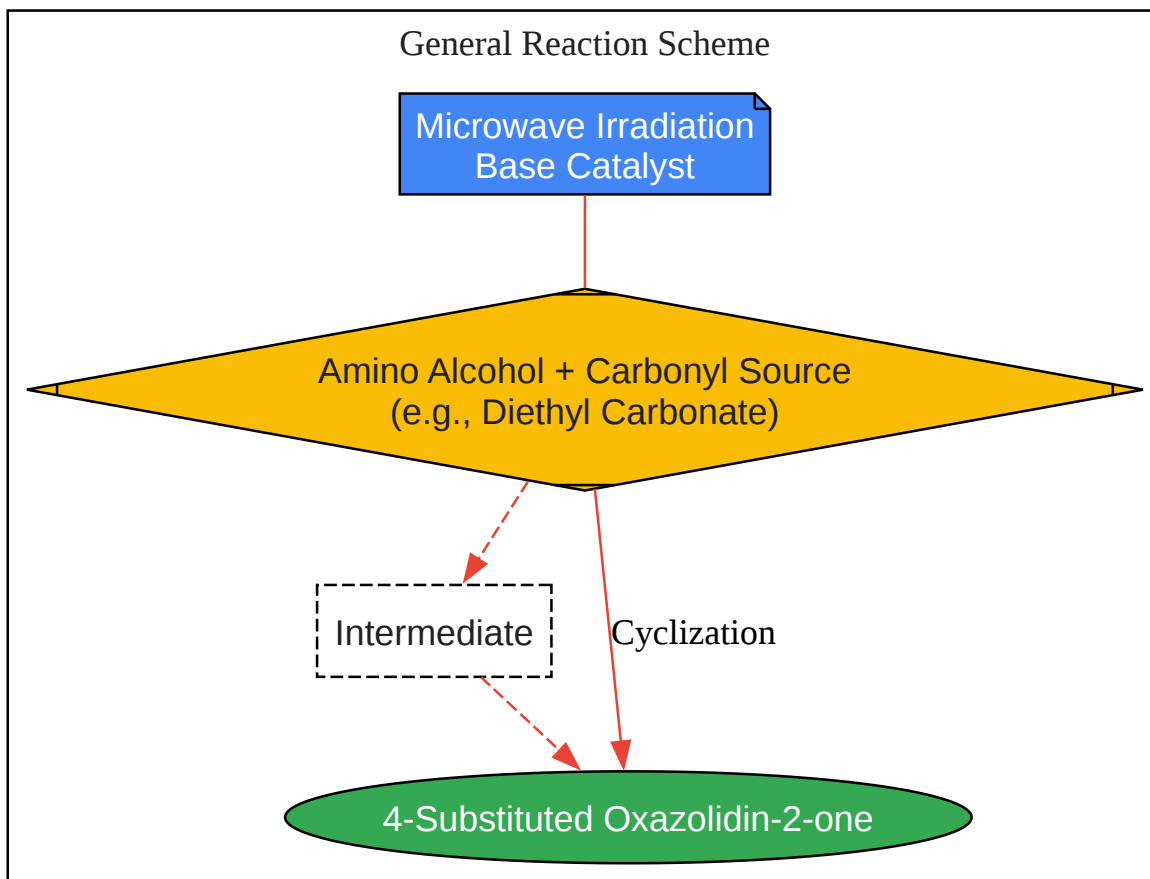 General Reaction Scheme
Microwave Irradiation
Base Catalyst
Amino Alcohol + Carbonyl Source
(e.g., Diethyl Carbonate)
Intermediate
Cyclization
4-Substituted Oxazolidin-2-one